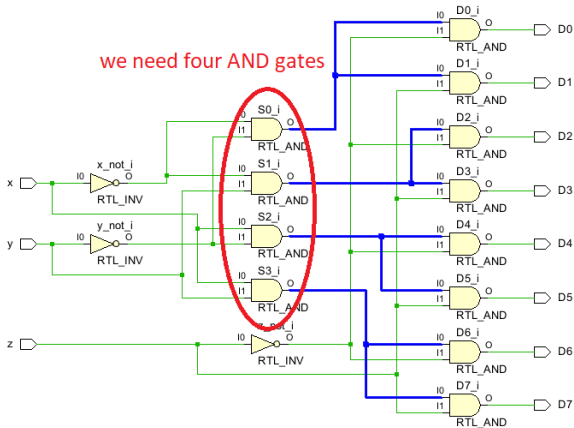 we need four AND gates
x
y
z
I0 x_not_i O
RTL_INV
I0 y_not_i O
RTL_INV
I0 S0_i O
I1
RTL_AND
I0 S1_i O
I1
RTL_AND
I0 S2_i O
I1
RTL_AND
I0 S3_i O
I1
RTL_AND
I0 z_not_i O
RTL_INV
I0 D0_i O
I1
RTL_AND
D0
I0 D1_i O
I1
RTL_AND
D1
I0 D2_i O
I1
RTL_AND
D2
I0 D3_i O
I1
RTL_AND
D3
I0 D4_i O
I1
RTL_AND
D4
I0 D5_i O
I1
RTL_AND
D5
I0 D6_i O
I1
RTL_AND
D6
I0 D7_i O
I1
RTL_AND
D7